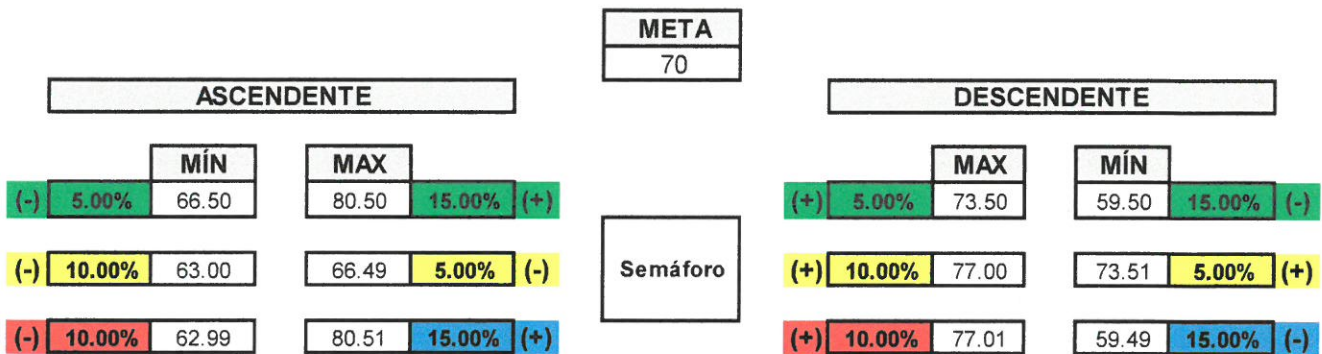 META
70
ASCENDENTE
DESCENDENTE
MÍN MAX
MAX MÍN
(-) 5.00% 66.50 80.50 15.00% (+)
(+) 5.00% 73.50 59.50 15.00% (-)
(-) 10.00% 63.00 66.49 5.00% (-)
Semáforo
(+) 10.00% 77.00 73.51 5.00% (+)
(-) 10.00% 62.99 80.51 15.00% (+)
(+) 10.00% 77.01 59.49 15.00% (-)